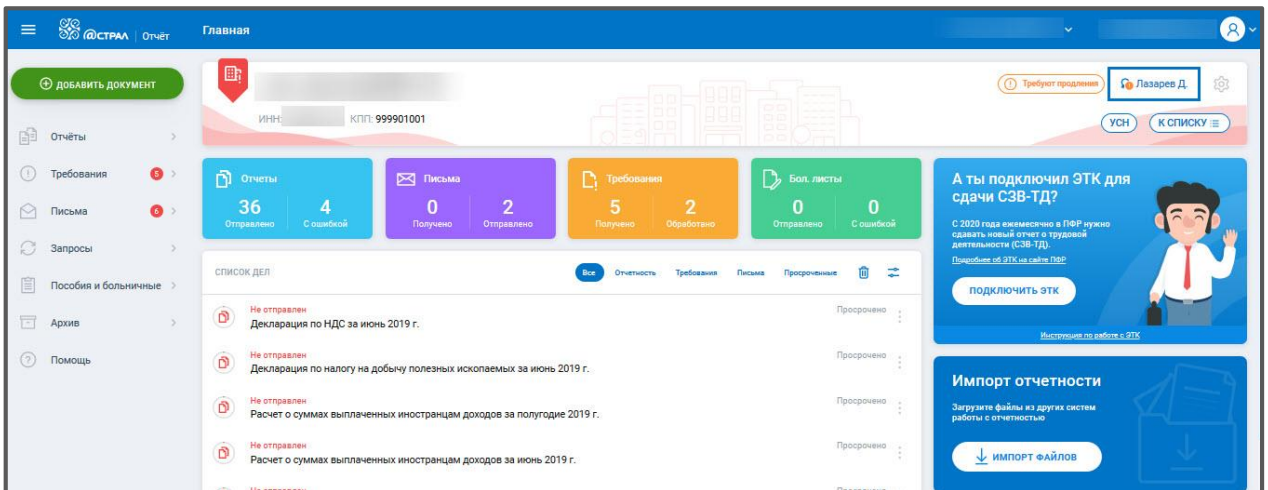 @СТРАЛ | Отчёт
Главная
ДОБАВИТЬ ДОКУМЕНТ
Отчёты
Требования 5
Письма 6
Запросы
Пособия и больничные
Архив
Помощь
ИНН: КПП: 999901001
Требуют продления
Лазарев Д.
УСН
К СПИСКУ
Отчеты
36 4
Отправлено С ошибкой
Письма
0 2
Получено Отправлено
Требования
5 2
Получено Обработано
Бол. листы
0 0
Отправлено С ошибкой
СПИСОК ДЕЛ
Все Отчетность Требования Письма Просроченные
Не отправлен
Декларация по НДС за июнь 2019 г.
Просрочено
Не отправлен
Декларация по налогу на добычу полезных ископаемых за июнь 2019 г.
Просрочено
Не отправлен
Расчет о суммах выплаченных иностранцам доходов за полугодие 2019 г.
Просрочено
Не отправлен
Расчет о суммах выплаченных иностранцам доходов за июнь 2019 г.
Просрочено
А ты подключил ЭТК для
сдачи СЗВ-ТД?
С 2020 года ежемесячно в ПФР нужно
сдавать новый отчет о трудовой
деятельности (СЗВ-ТД).
Подробнее об ЭТК на сайте ПФР
ПОДКЛЮЧИТЬ ЭТК
Инструкция по работе с ЭТК
Импорт отчетности
Загрузите файлы из других систем
работы с отчетностью
ИМПОРТ ФАЙЛОВ